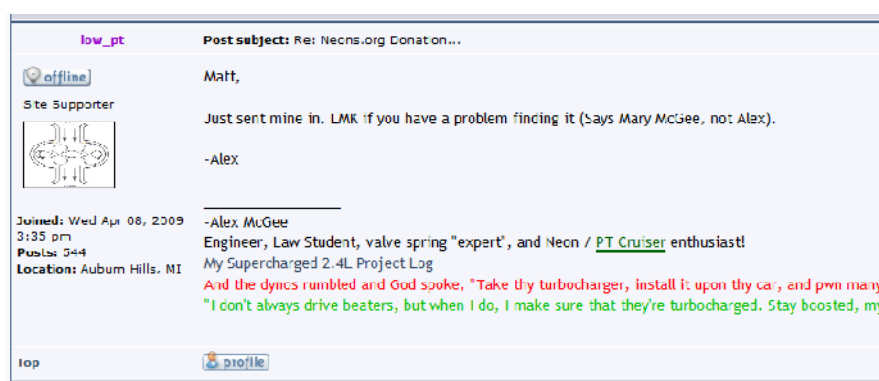 low_pt
Post subject: Re: Neons.org Donation...
offline
Site Supporter
Matt,
Just sent mine in. LMK if you have a problem finding it (Says Mary McGee, not Alex).
-Alex
Joined: Wed Apr 08, 2009
3:35 pm
Posts: 544
Location: Auburn Hills, MI
-Alex McGee
Engineer, Law Student, valve spring "expert", and Neon / PT Cruiser enthusiast!
My Supercharged 2.4L Project Log
And the dynos rumbled and God spoke, "Take thy turbocharger, install it upon thy car, and pwn many
"I don't always drive beaters, but when I do, I make sure that they're turbocharged. Stay boosted, my
Top
profile